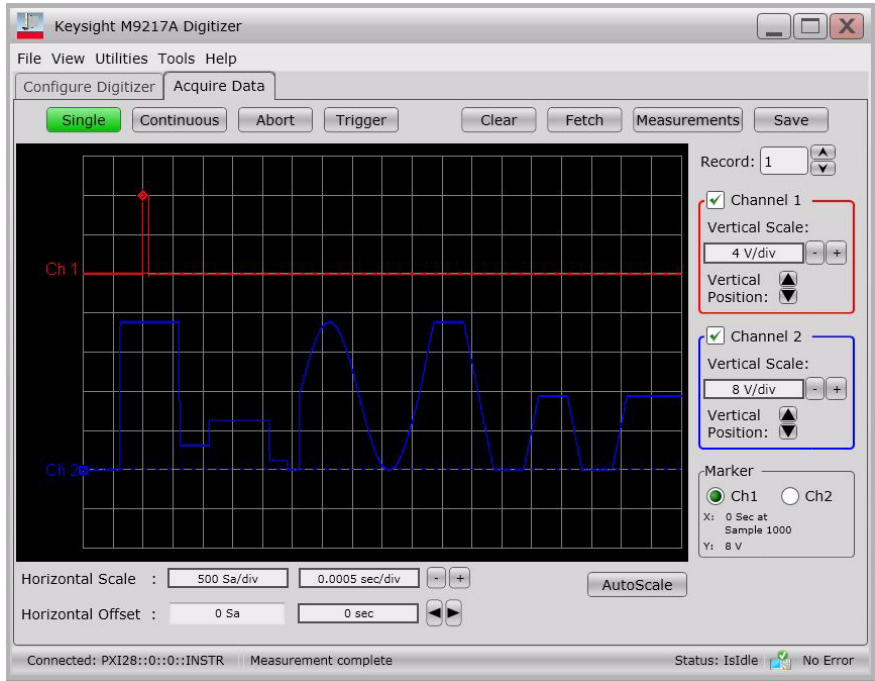 Keysight M9217A Digitizer
File View Utilities Tools Help
Configure Digitizer Acquire Data
Single Continuous Abort Trigger Clear Fetch Measurements Save
Record: 1
Channel 1
Vertical Scale:
4 V/div - +
Vertical
Position:
Ch 1
Channel 2
Vertical Scale:
8 V/div - +
Vertical
Position:
Ch 2
Marker
Ch1 Ch2
X: 0 Sec at
Sample 1000
Y: 8 V
Horizontal Scale : 500 Sa/div 0.0005 sec/div - +
AutoScale
Horizontal Offset : 0 Sa 0 sec
Connected: PXI28::0::0::INSTR Measurement complete Status: IsIdle No Error